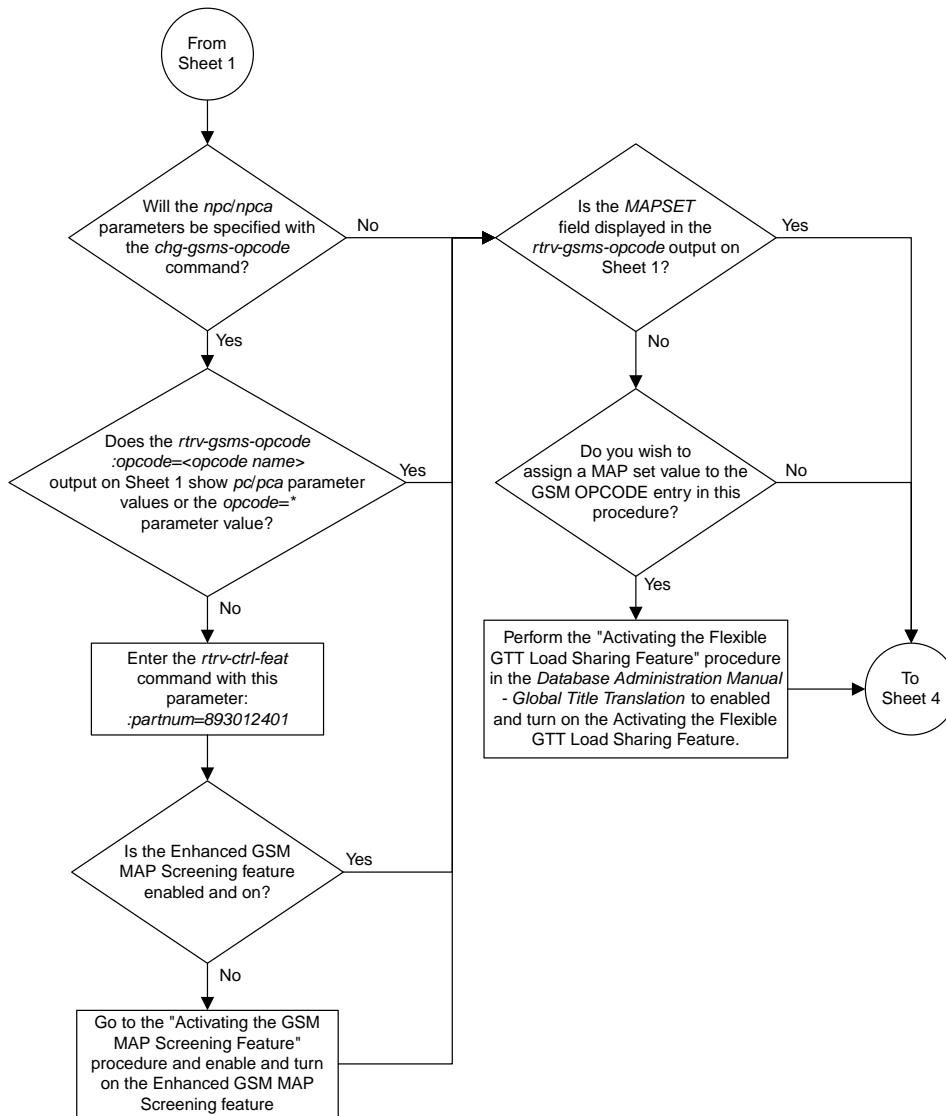 From
Sheet 1
Will the npc/npca
parameters be specified with
the chg-gsms-opcode
command?
No
Yes
Does the rtrv-gsms-opcode
:opcode=<opcode name>
output on Sheet 1 show pc/pca parameter
values or the opcode=*
parameter value?
Yes
No
Enter the rtrv-ctrl-feat
command with this
parameter:
:partnum=893012401
Is the Enhanced GSM
MAP Screening feature
enabled and on?
Yes
No
Go to the "Activating the GSM
MAP Screening Feature"
procedure and enable and turn
on the Enhanced GSM MAP
Screening feature
Is the MAPSET
field displayed in the
rtrv-gsms-opcode output on
Sheet 1?
Yes
No
Do you wish to
assign a MAP set value to the
GSM OPCODE entry in this
procedure?
No
Yes
Perform the "Activating the Flexible
GTT Load Sharing Feature" procedure
in the Database Administration Manual
- Global Title Translation to enabled
and turn on the Activating the Flexible
GTT Load Sharing Feature.
To
Sheet 4